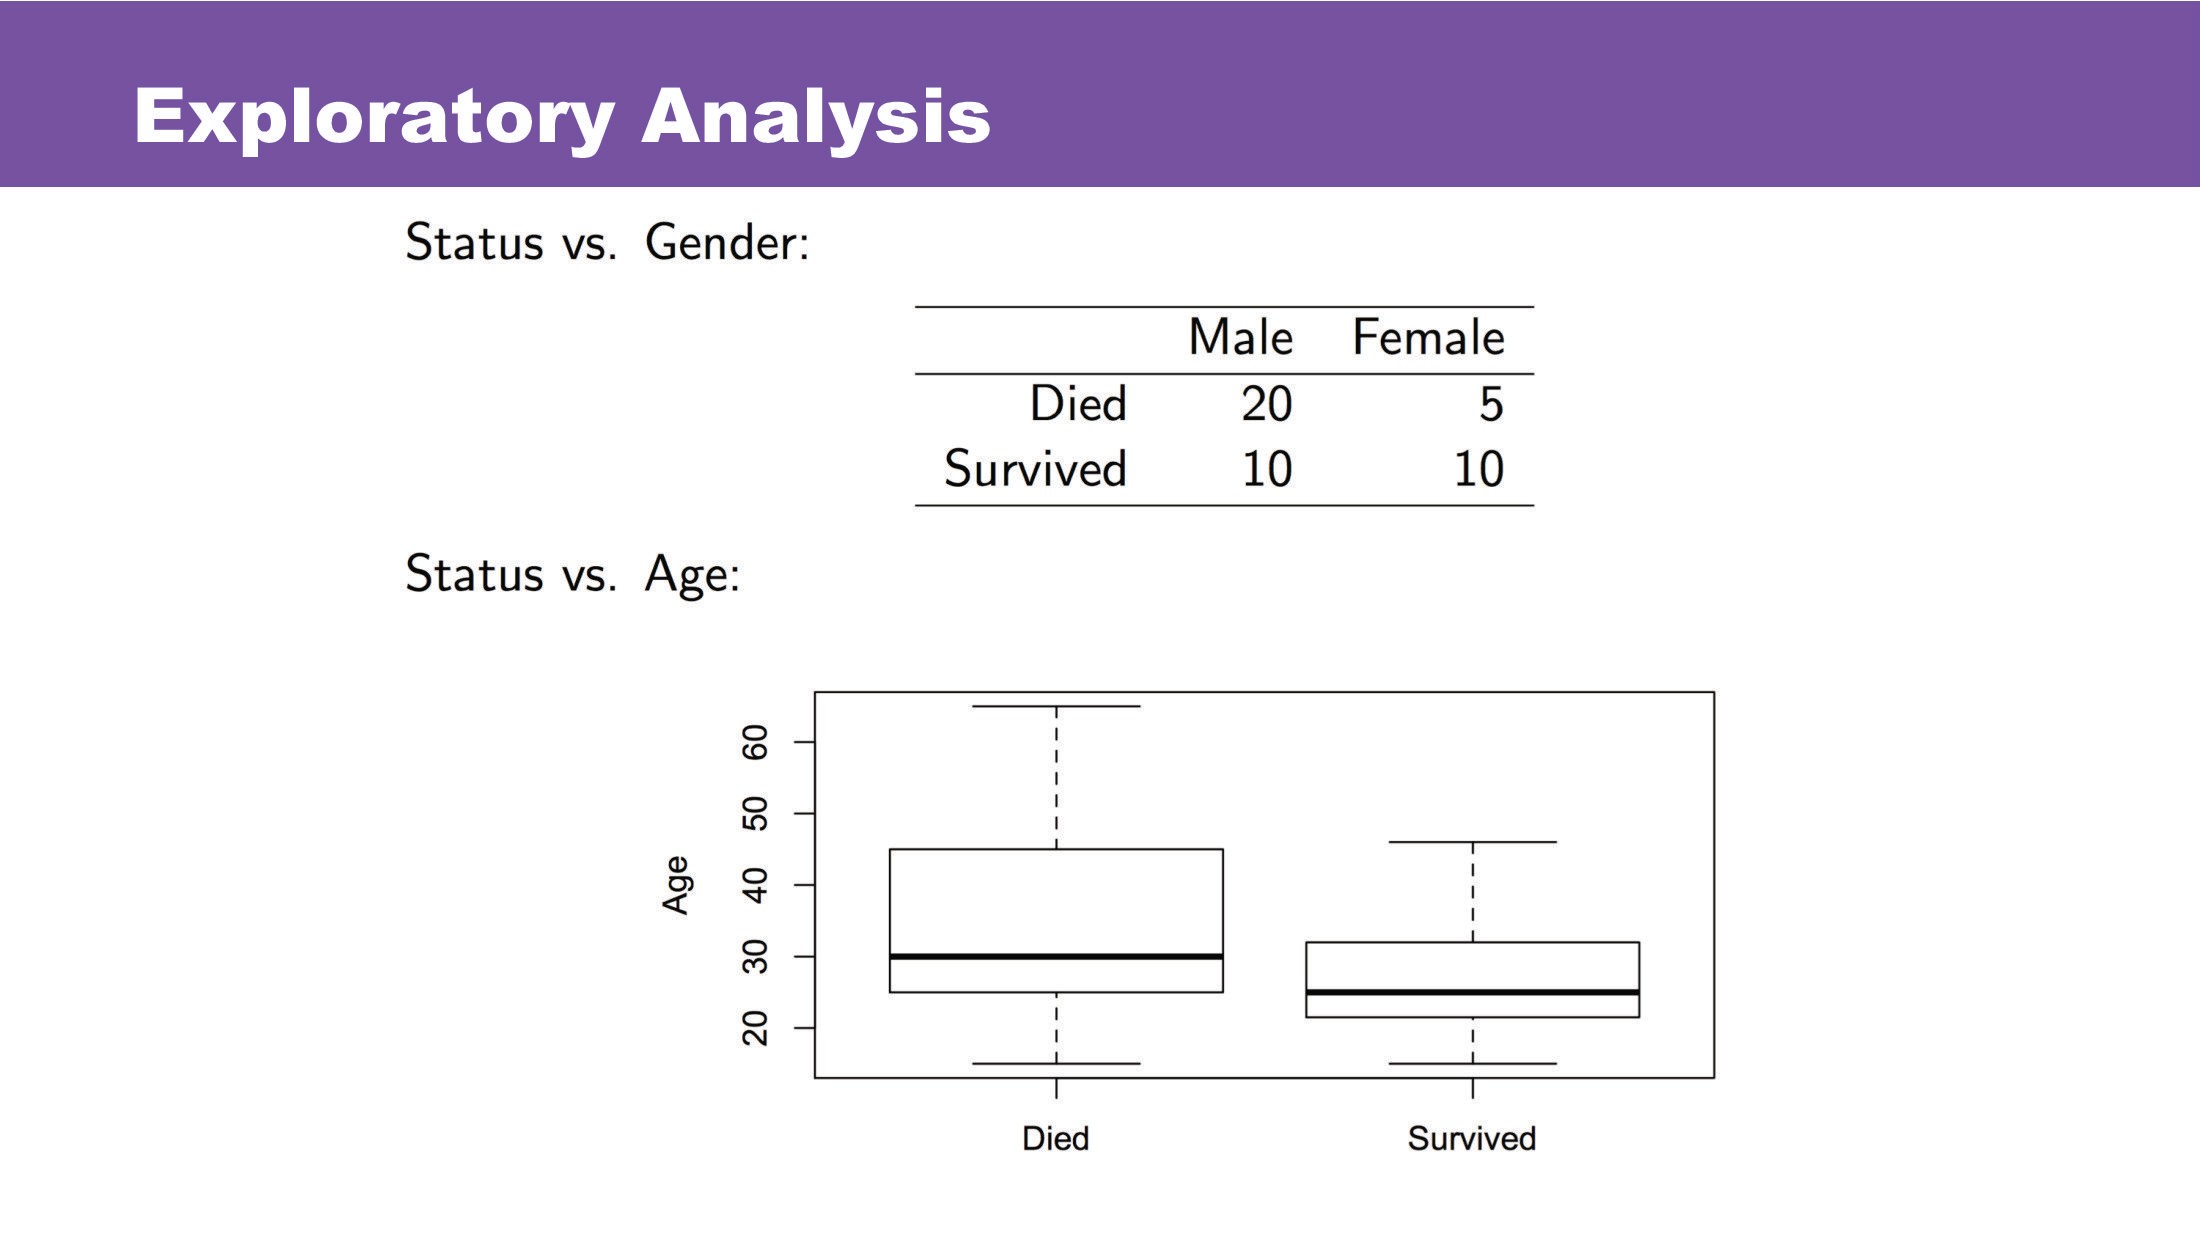 Exploratory Analysis
Status vs. Gender:
Male Female
Died 20 5
Survived 10 10
Status vs. Age:
60
50
40
30
20
Age
Died Survived